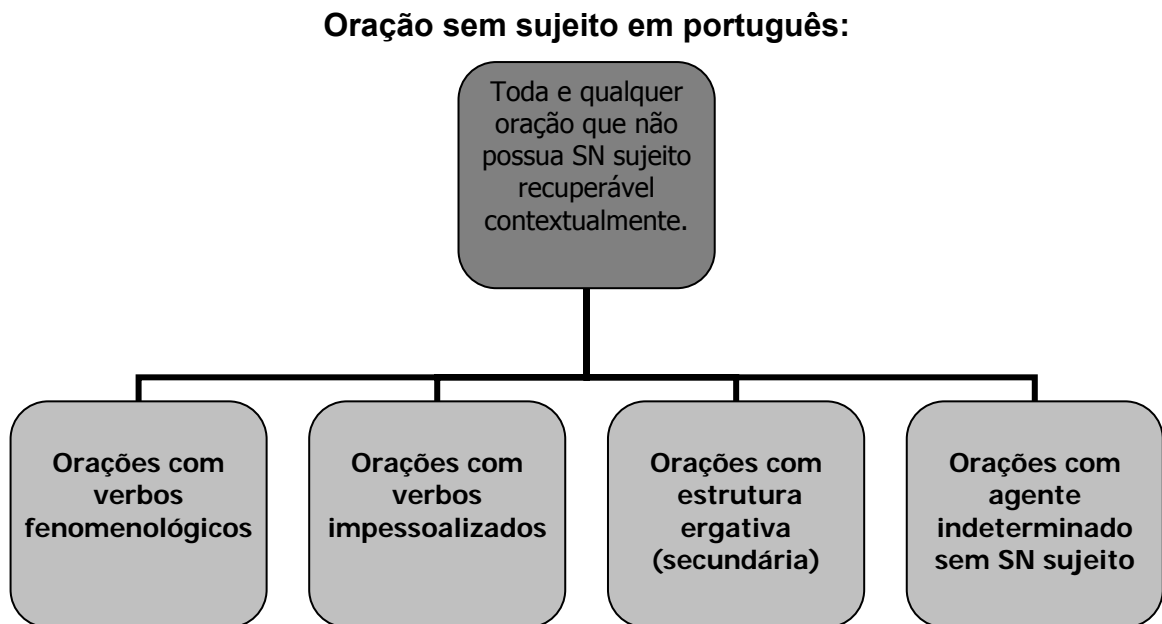 Oração sem sujeito em português:
Toda e qualquer
oração que não
possua SN sujeito
recuperável
contextualmente.
Orações com
verbos
fenomenológicos
Orações com
verbos
impessoalizados
Orações com
estrutura
ergativa
(secundária)
Orações com
agente
indeterminado
sem SN sujeito